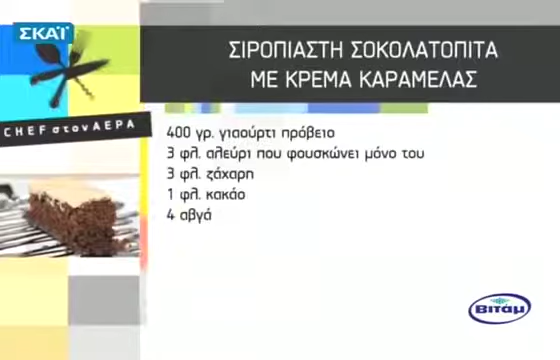 ΣΚΑΪ
ΣΙΡΟΠΙΑΣΤΗ ΣΟΚΟΛΑΤΟΠΙΤΑ
ΜΕ ΚΡΕΜΑ ΚΑΡΑΜΕΛΑΣ
CHEF στον ΑΕΡΑ
400 γρ. γιαούρτι πρόβειο
3 φλ. αλεύρι που φουσκώνει μόνο του
3 φλ. ζάχαρη
1 φλ. κακάο
4 αβγά
Βιτάμ